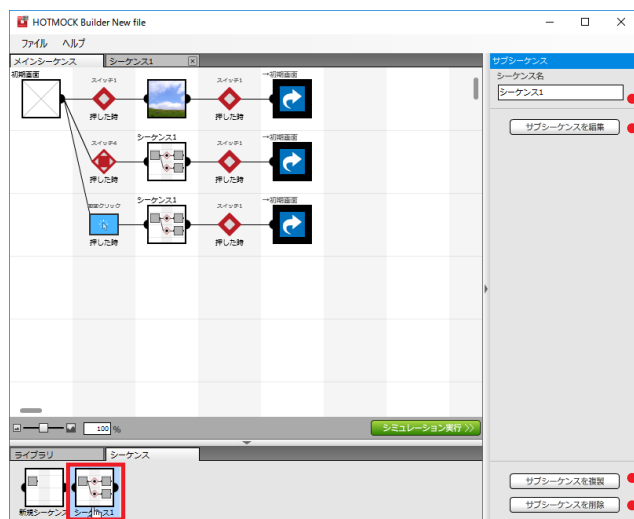 HOTMOCK Builder New file
ファイル ヘルプ
メインシーケンス シーケンス1
サブシーケンス
シーケンス名
シーケンス1
サブシーケンスを編集
初期画面
スイッチ1
→初期画面
押した時
押した時
スイッチ4
シーケンス1
スイッチ1
→初期画面
押した時
押した時
画面クリック
シーケンス1
スイッチ1
→初期画面
押した時
押した時
100 %
シミュレーション実行 >>
ライブラリ シーケンス
新規シーケンス
シーケンス1
サブシーケンスを複製
サブシーケンスを削除